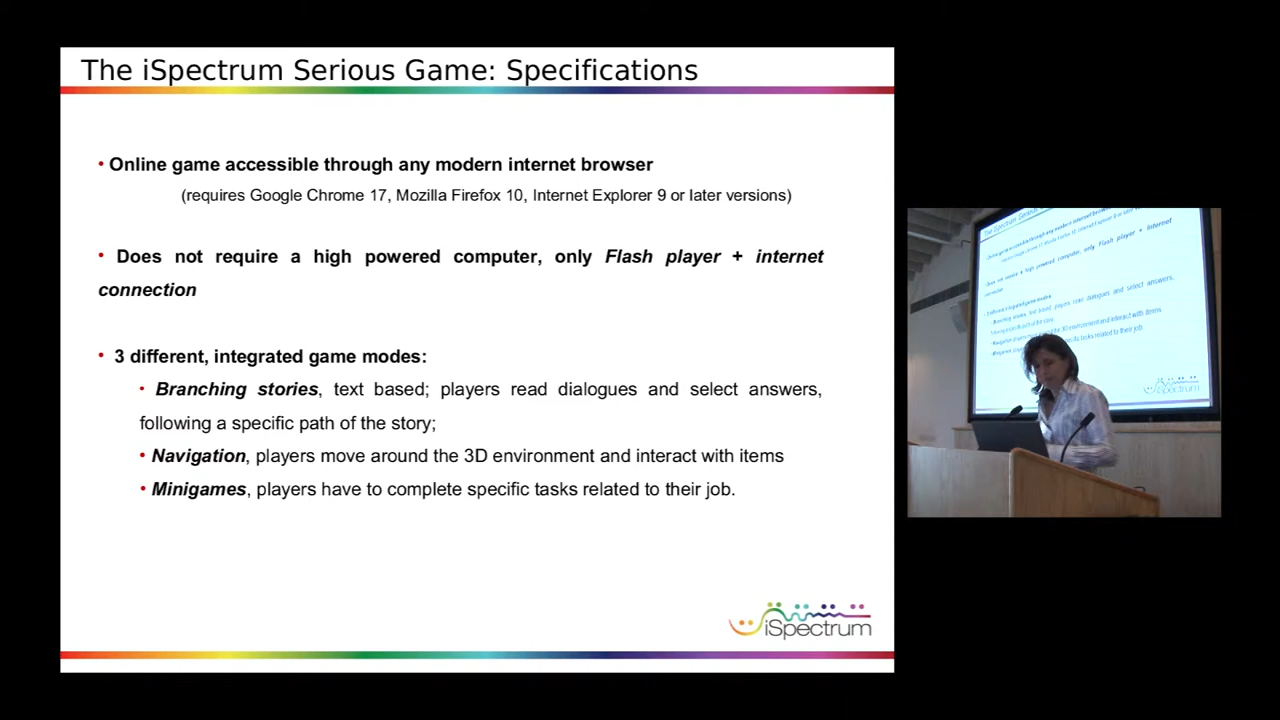 The iSpectrum Serious Game: Specifications
• Online game accessible through any modern internet browser
(requires Google Chrome 17, Mozilla Firefox 10, Internet Explorer 9 or later versions)
• Does not require a high powered computer, only Flash player + internet
connection
• 3 different, integrated game modes:
• Branching stories, text based; players read dialogues and select answers,
following a specific path of the story;
• Navigation, players move around the 3D environment and interact with items
• Minigames, players have to complete specific tasks related to their job.
iSpectrum